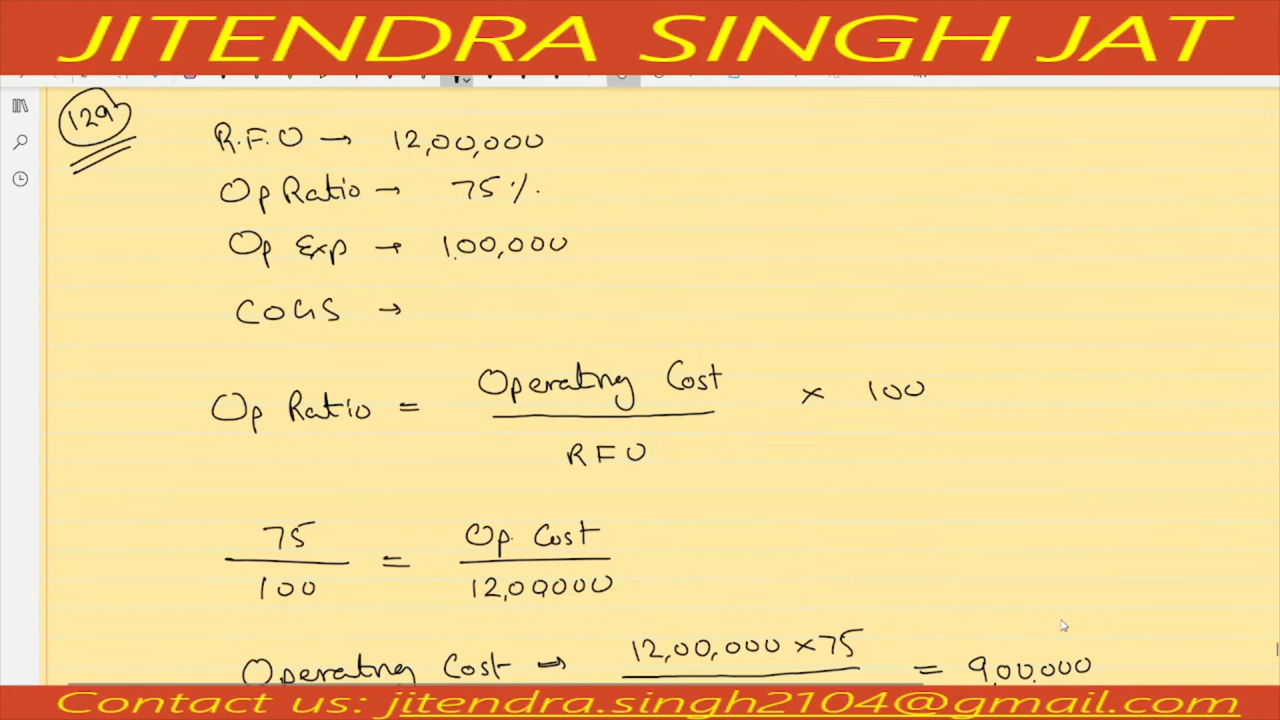 JITENDRA SINGH JAT
129
R.F.O → 12,00,000
Op Ratio → 75%.
Op Exp → 1,00,000
COGS →
Op Ratio = Operating Cost / RFO × 100
75 / 100 = Op. Cost / 12,00000
Operating Cost → 12,00,000 × 75 = 9,00,000
Contact us: jitendra.singh2104@gmail.com